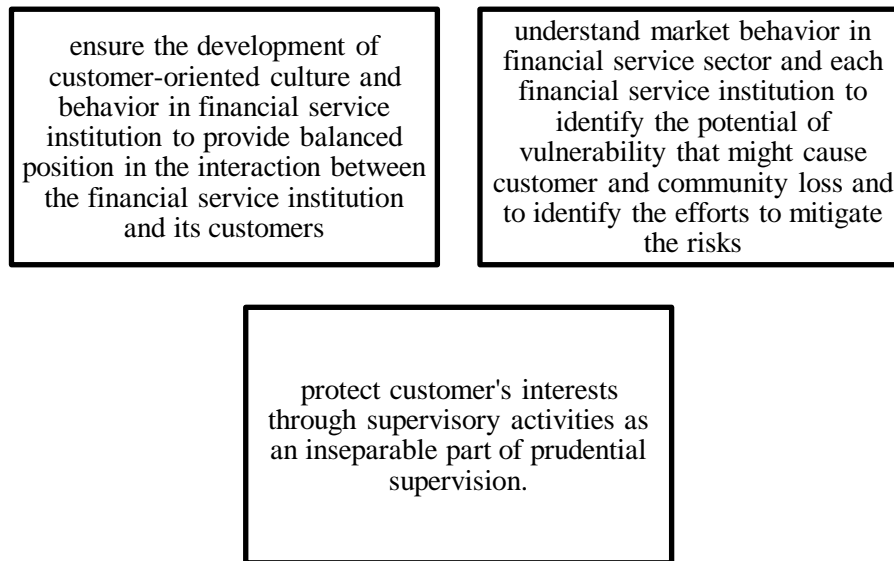 ensure the development of
customer-oriented culture and
behavior in financial service
institution to provide balanced
position in the interaction between
the financial service institution
and its customers
understand market behavior in
financial service sector and each
financial service institution to
identify the potential of
vulnerability that might cause
customer and community loss and
to identify the efforts to mitigate
the risks
protect customer's interests
through supervisory activities as
an inseparable part of prudential
supervision.